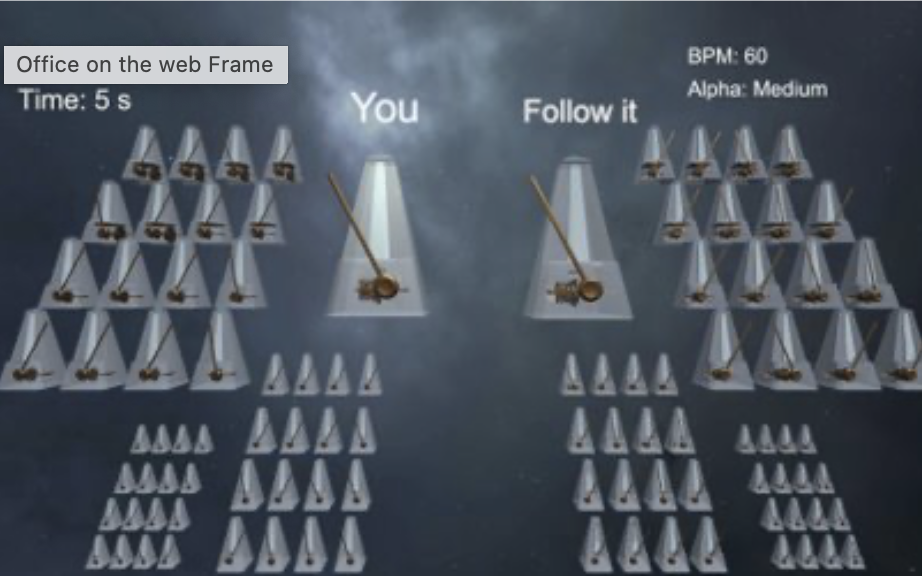 Office on the web Frame
Time: 5 s
You
Follow it
BPM: 60
Alpha: Medium